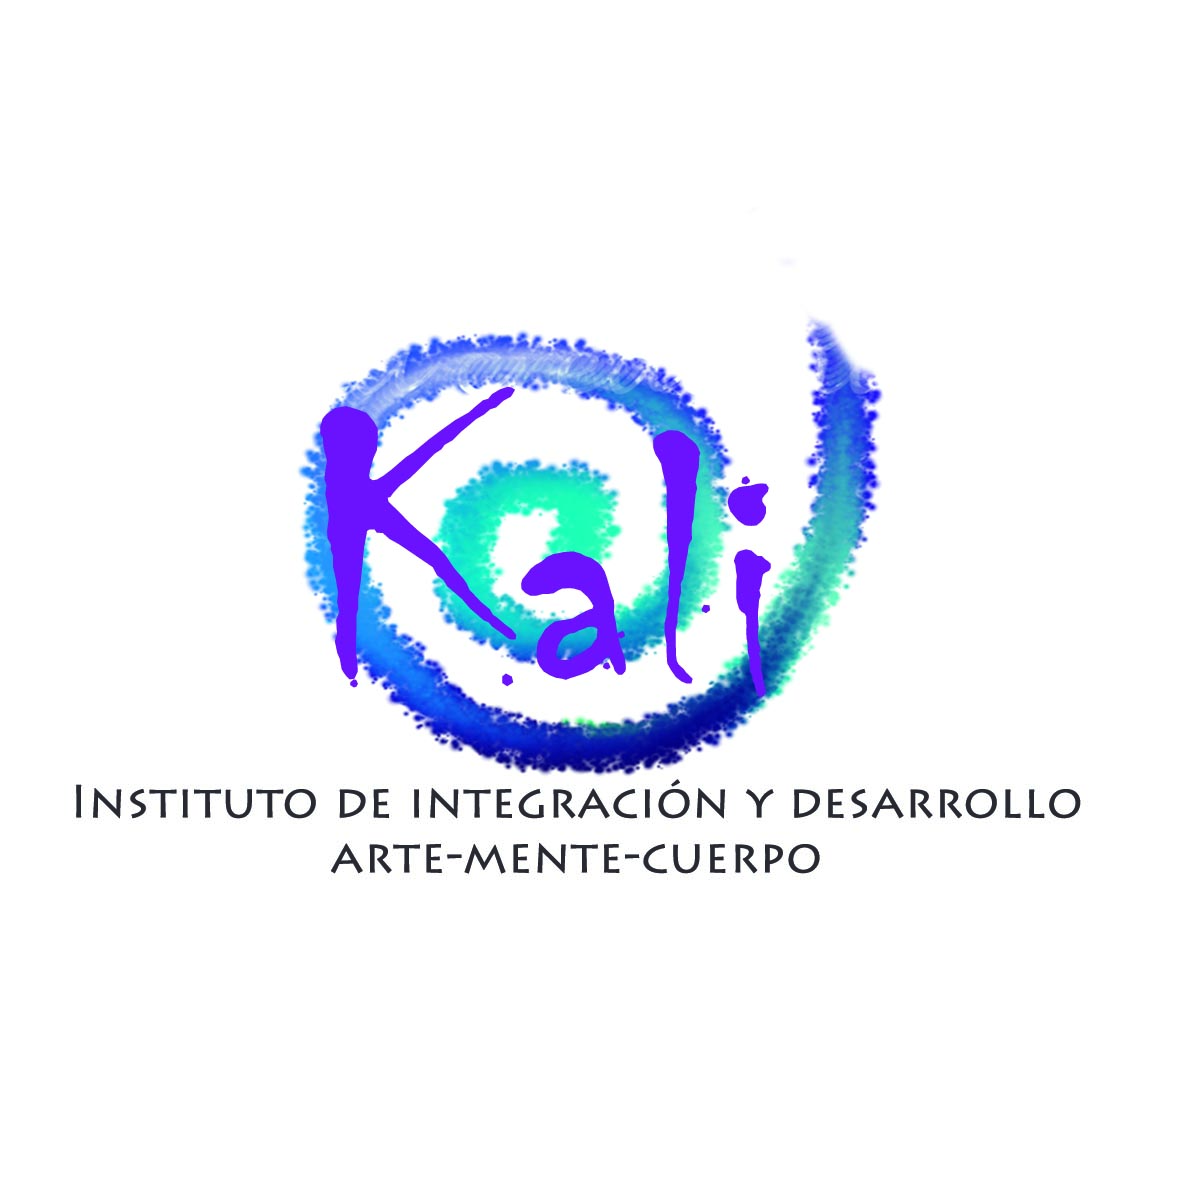 Kali
Instituto de integración y desarrollo
arte-mente-cuerpo